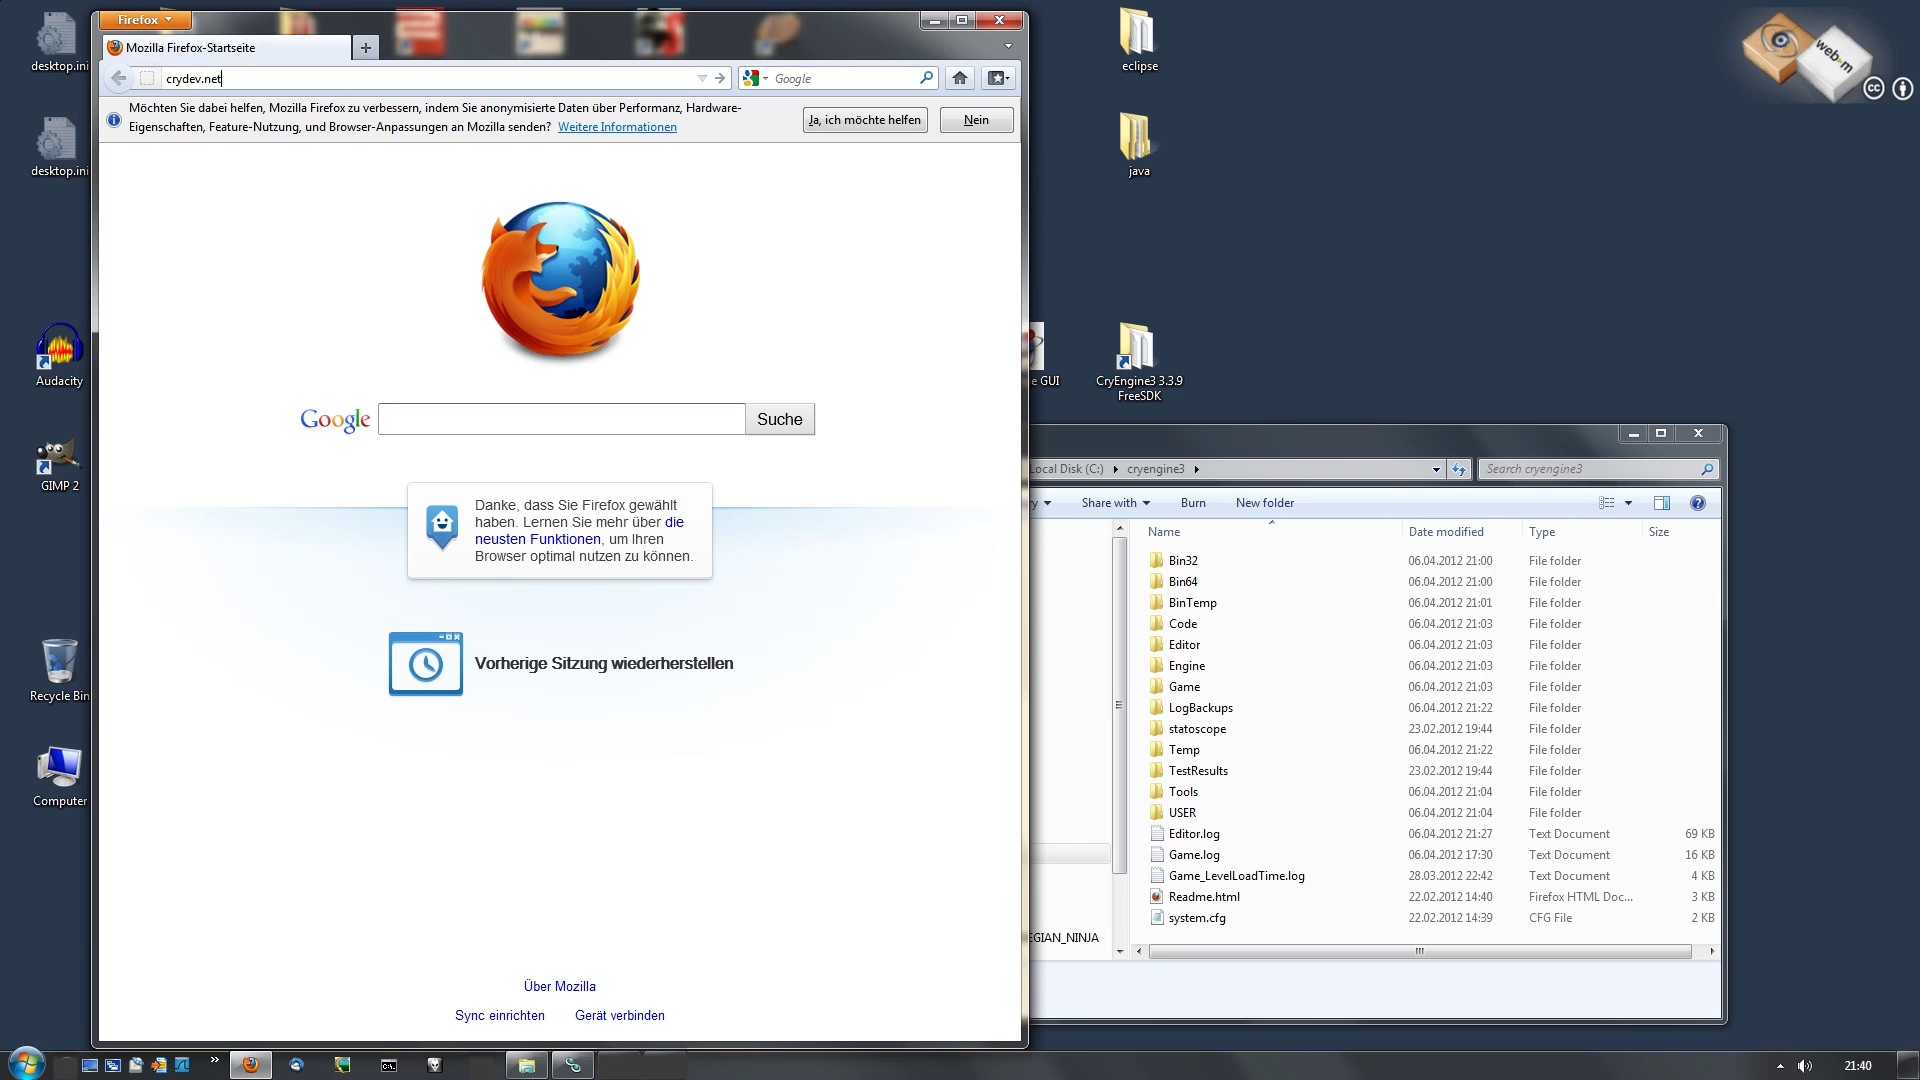 desktop.ini
desktop.ini
Audacity
GIMP 2
Recycle Bin
Computer
Firefox
Mozilla Firefox-Startseite
crydev.net
Google
Möchten Sie dabei helfen, Mozilla Firefox zu verbessern, indem Sie anonymisierte Daten über Performanz, Hardware-
Eigenschaften, Feature-Nutzung, und Browser-Anpassungen an Mozilla senden? Weitere Informationen
Ja, ich möchte helfen
Nein
Google
Suche
Danke, dass Sie Firefox gewählt
haben. Lernen Sie mehr über die
neusten Funktionen, um Ihren
Browser optimal nutzen zu können.
Vorherige Sitzung wiederherstellen
Über Mozilla
Sync einrichten Gerät verbinden
eclipse
java
e GUI
CryEngine3 3.3.9
FreeSDK
web m
cc
Local Disk (C:) cryengine3
Search cryengine3
y Share with Burn New folder
Name Date modified Type Size
Bin32 06.04.2012 21:00 File folder
Bin64 06.04.2012 21:00 File folder
BinTemp 06.04.2012 21:01 File folder
Code 06.04.2012 21:03 File folder
Editor 06.04.2012 21:03 File folder
Engine 06.04.2012 21:03 File folder
Game 06.04.2012 21:03 File folder
LogBackups 06.04.2012 21:22 File folder
statoscope 23.02.2012 19:44 File folder
Temp 06.04.2012 21:22 File folder
TestResults 23.02.2012 19:44 File folder
Tools 06.04.2012 21:04 File folder
USER 06.04.2012 21:04 File folder
Editor.log 06.04.2012 21:27 Text Document 69 KB
Game.log 06.04.2012 17:30 Text Document 16 KB
Game_LevelLoadTime.log 28.03.2012 22:42 Text Document 4 KB
Readme.html 22.02.2012 14:40 Firefox HTML Doc... 3 KB
system.cfg 22.02.2012 14:39 CFG File 2 KB
EGIAN_NINJA
21:40